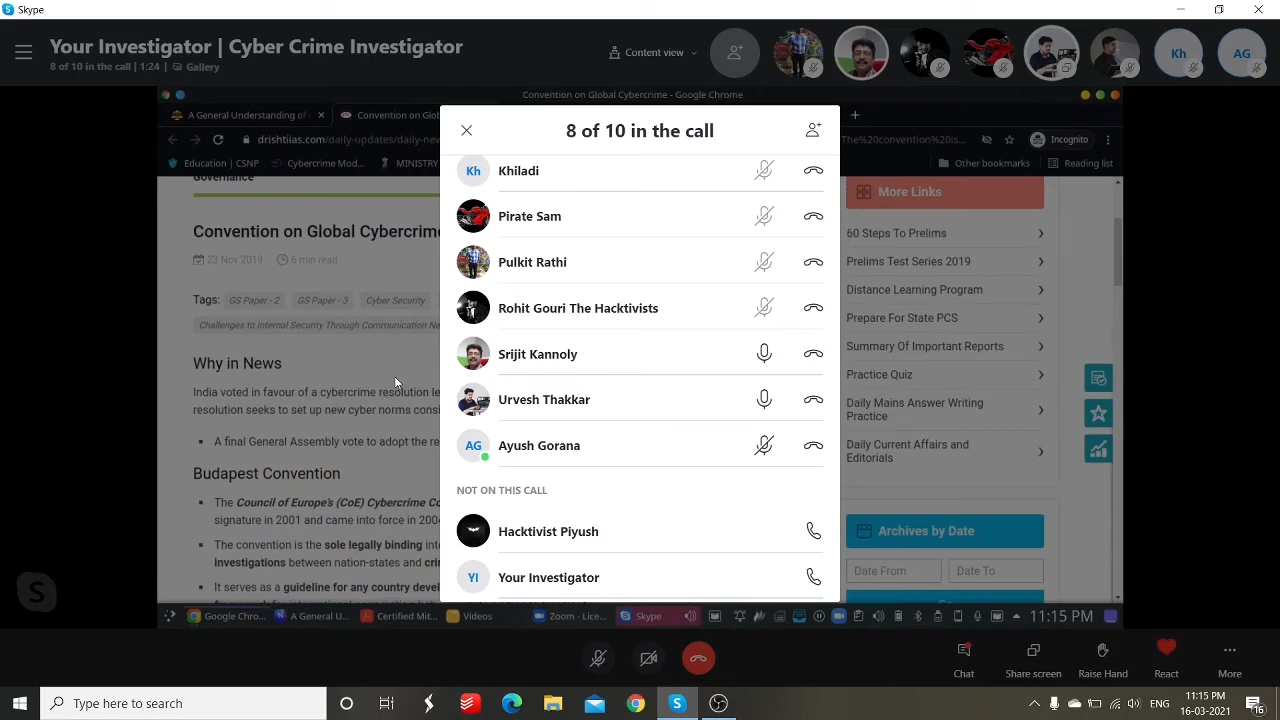 Skype
Your Investigator | Cyber Crime Investigator
8 of 10 in the call | 1:24 | Gallery
Content view
Kh
AG
Convention on Global Cybercrime - Google Chrome
A General Understanding of
Convention on Global
drishtiias.com/daily-updates/daily-nev
The%20convention%20is...
Incognito
Education | CSNP
Cybercrime Mod...
MINISTRY
Other bookmarks
Reading list
8 of 10 in the call
Kh Khiladi
Pirate Sam
Pulkit Rathi
Rohit Gouri The Hacktivists
Srijit Kannoly
Urvesh Thakkar
AG Ayush Gorana
NOT ON THIS CALL
Hacktivist Piyush
YI Your Investigator
Governance
Convention on Global Cybercrime
23 Nov 2019 6 min read
Tags: GS Paper - 2 GS Paper - 3 Cyber Security
Challenges to Internal Security Through Communication Ne
Why in News
India voted in favour of a cybercrime resolution le
resolution seeks to set up new cyber norms consi
A final General Assembly vote to adopt the re
Budapest Convention
The Council of Europe's (CoE) Cybercrime Co
signature in 2001 and came into force in 2004
The convention is the sole legally binding int
investigations between nation-states and cri
It serves as a guideline for any country devel
More Links
60 Steps To Prelims
Prelims Test Series 2019
Distance Learning Program
Prepare For State PCS
Summary Of Important Reports
Practice Quiz
Daily Mains Answer Writing
Practice
Daily Current Affairs and
Editorials
Archives by Date
Date From
Date To
Google Chro...
A General U...
Certified Mit...
Videos
Zoom - Lice...
Skype
11:15 PM
Chat
Share screen
Raise Hand
More
Type here to search
ENG
11:15 PM
16-03-2021
16